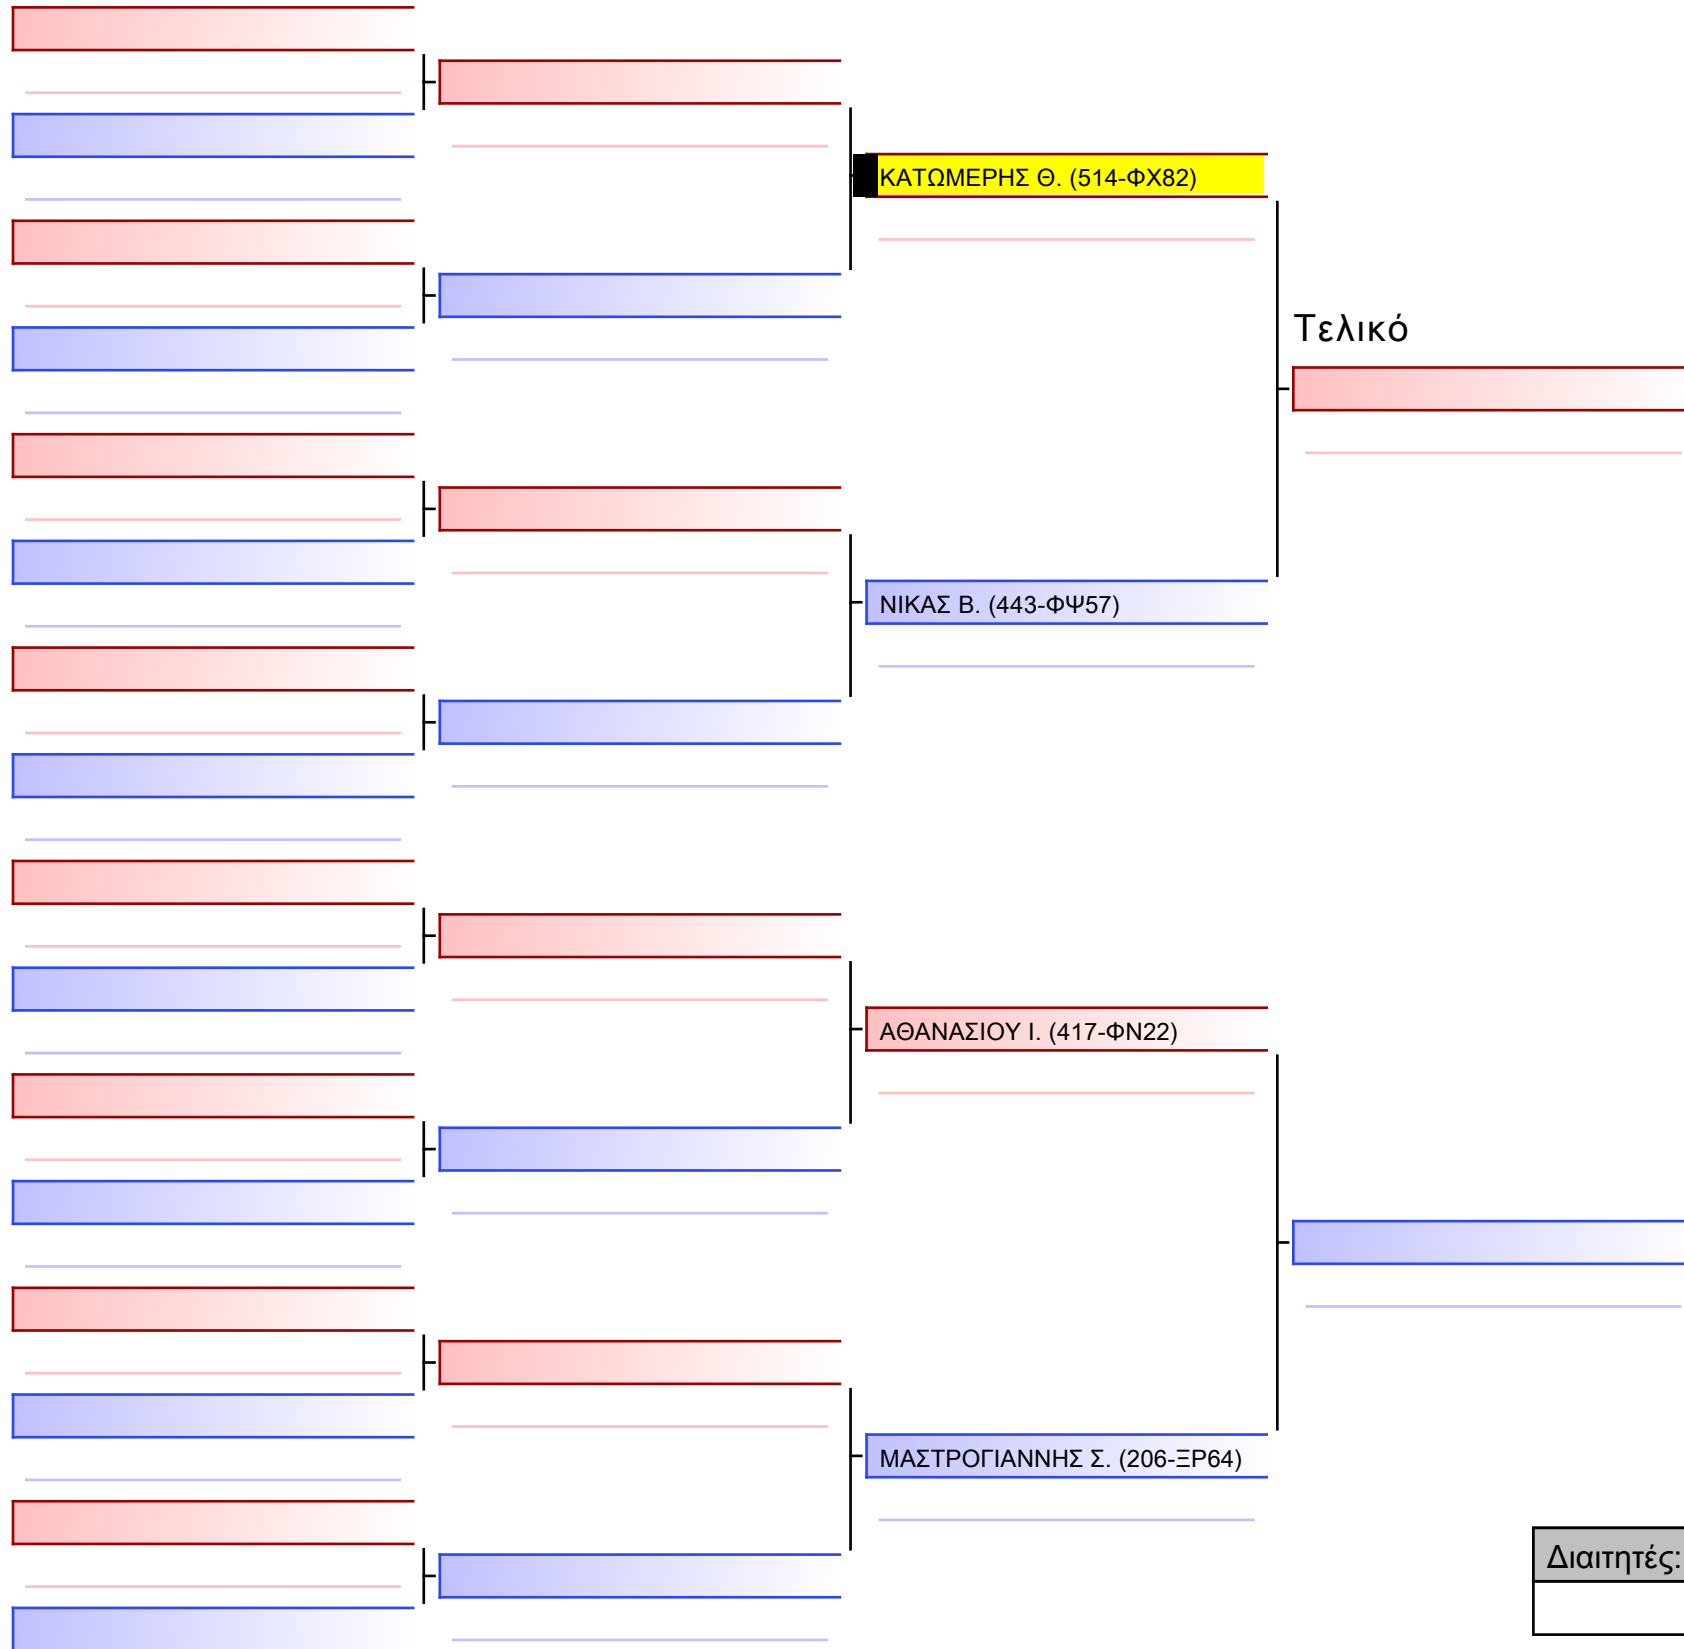 ΚΑΤΩΜΕΡΗΣ Θ. (514-ΦΧ82)
Τελικό
ΝΙΚΑΣ Β. (443-ΦΨ57)
ΑΘΑΝΑΣΙΟΥ Ι. (417-ΦΝ22)
ΜΑΣΤΡΟΓΙΑΝΝΗΣ Σ. (206-ΞΡ64)
Διαιτητές: